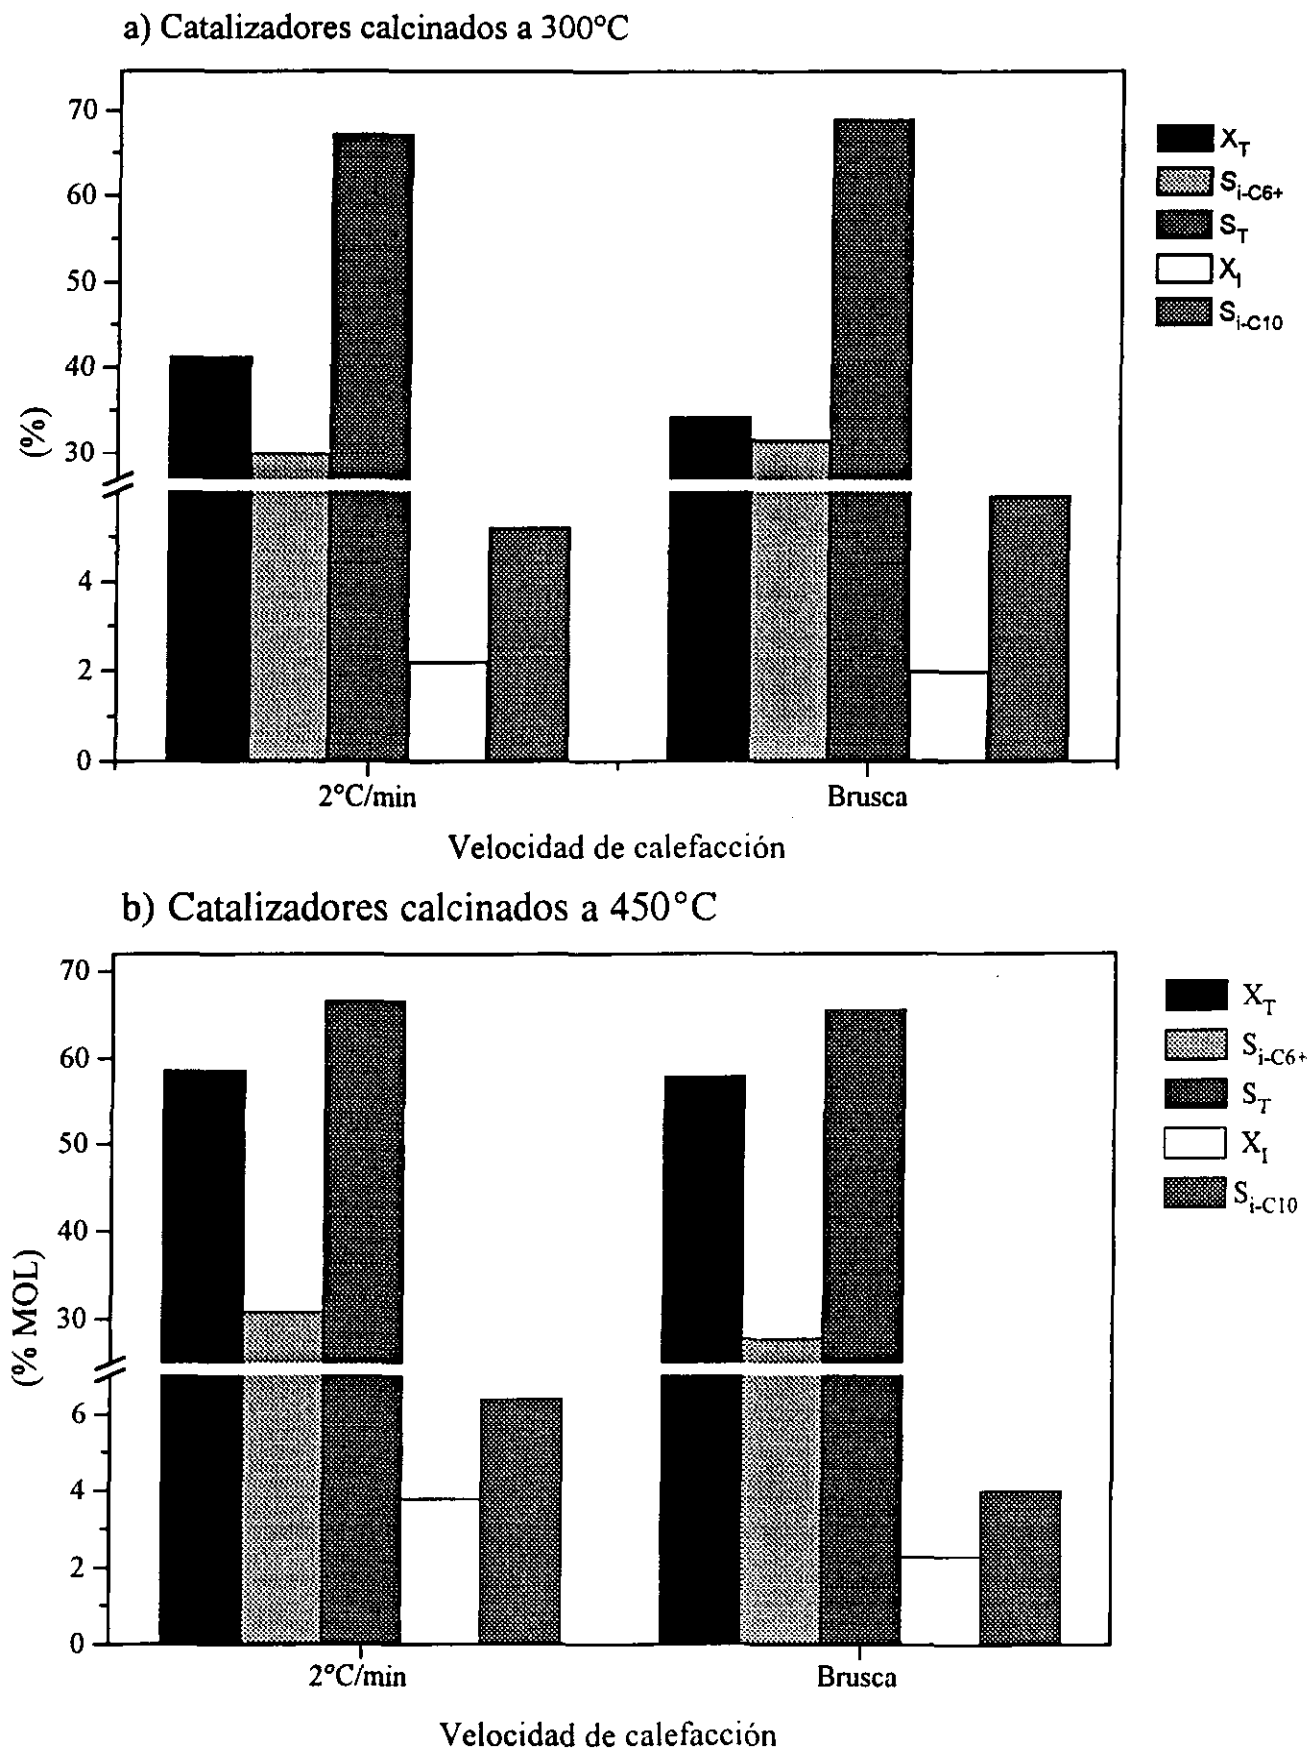 a) Catalizadores calcinados a 300°C
70
60
50
40
30
4
2
0
(%)
X_T
S_i-C6+
S_T
X_I
S_i-C10
2°C/min
Brusca
Velocidad de calefacción
b) Catalizadores calcinados a 450°C
70
60
50
40
30
6
4
2
0
(% MOL)
X_T
S_i-C6+
S_T
X_I
S_i-C10
2°C/min
Brusca
Velocidad de calefacción